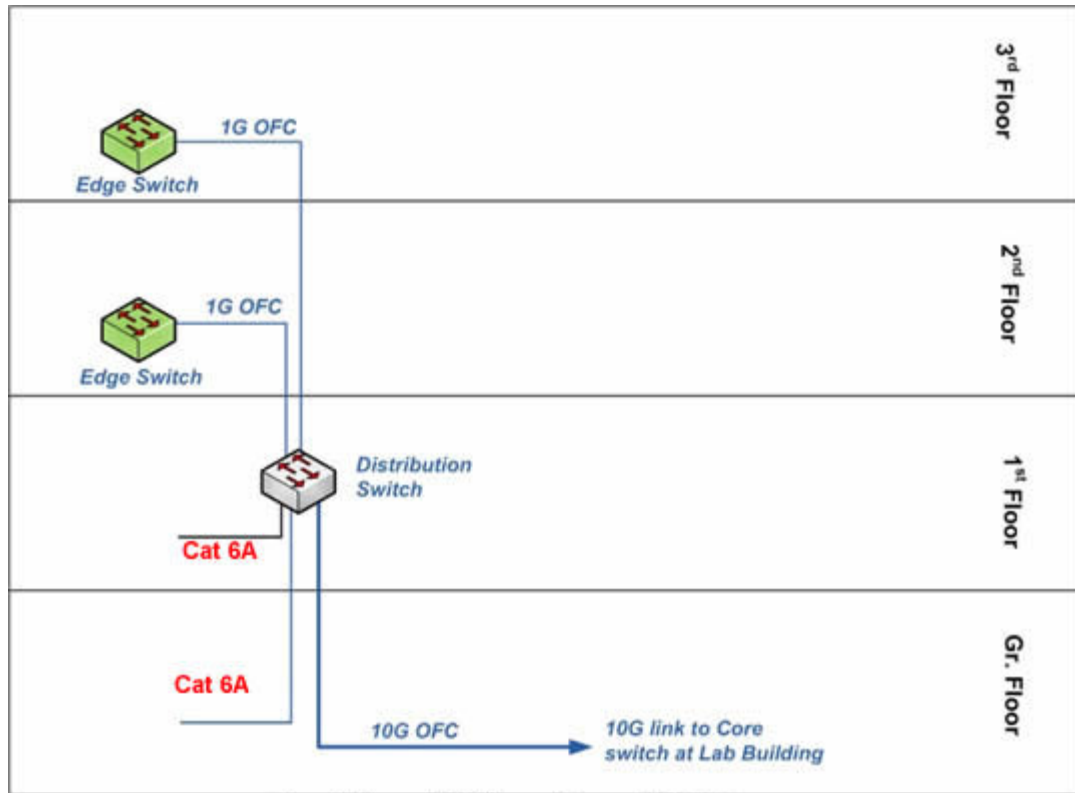 3rd Floor
1G OFC
Edge Switch
2nd Floor
1G OFC
Edge Switch
1st Floor
Distribution
Switch
Cat 6A
Gr. Floor
Cat 6A
10G OFC
10G link to Core
switch at Lab Building